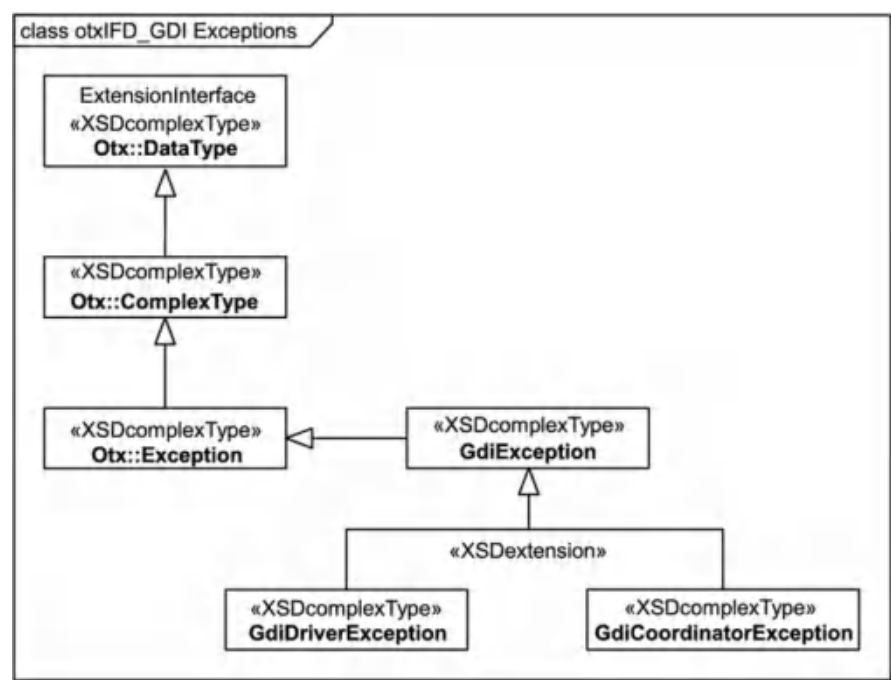 class otxIFD_GDI Exceptions
ExtensionInterface
«XSDcomplexType»
Otx::DataType
«XSDcomplexType»
Otx::ComplexType
«XSDcomplexType»
Otx::Exception
«XSDcomplexType»
GdiException
«XSDextension»
«XSDcomplexType»
GdiDriverException
«XSDcomplexType»
GdiCoordinatorException